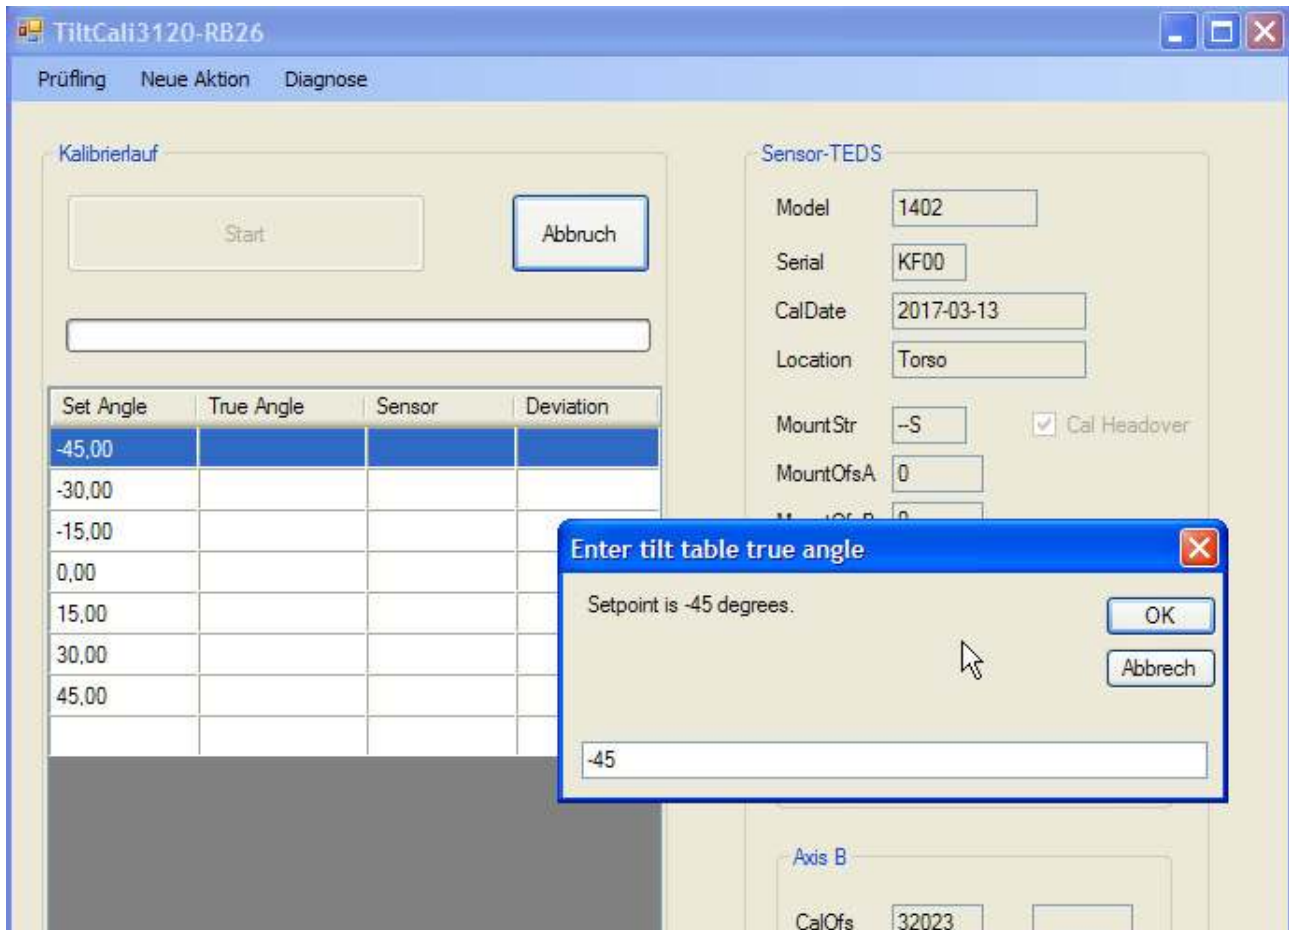 TiltCali3120-RB26
Prüfling Neue Aktion Diagnose
Kalibrierlauf
Start Abbruch
Set Angle True Angle Sensor Deviation
-45,00
-30,00
-15,00
0,00
15,00
30,00
45,00
Sensor-TEDS
Model 1402
Serial KF00
CalDate 2017-03-13
Location Torso
MountStr --S Cal Headover
MountOfsA 0
Enter tilt table true angle
Setpoint is -45 degrees.
OK
Abbrech
-45
Axis B
CalOfs 32023